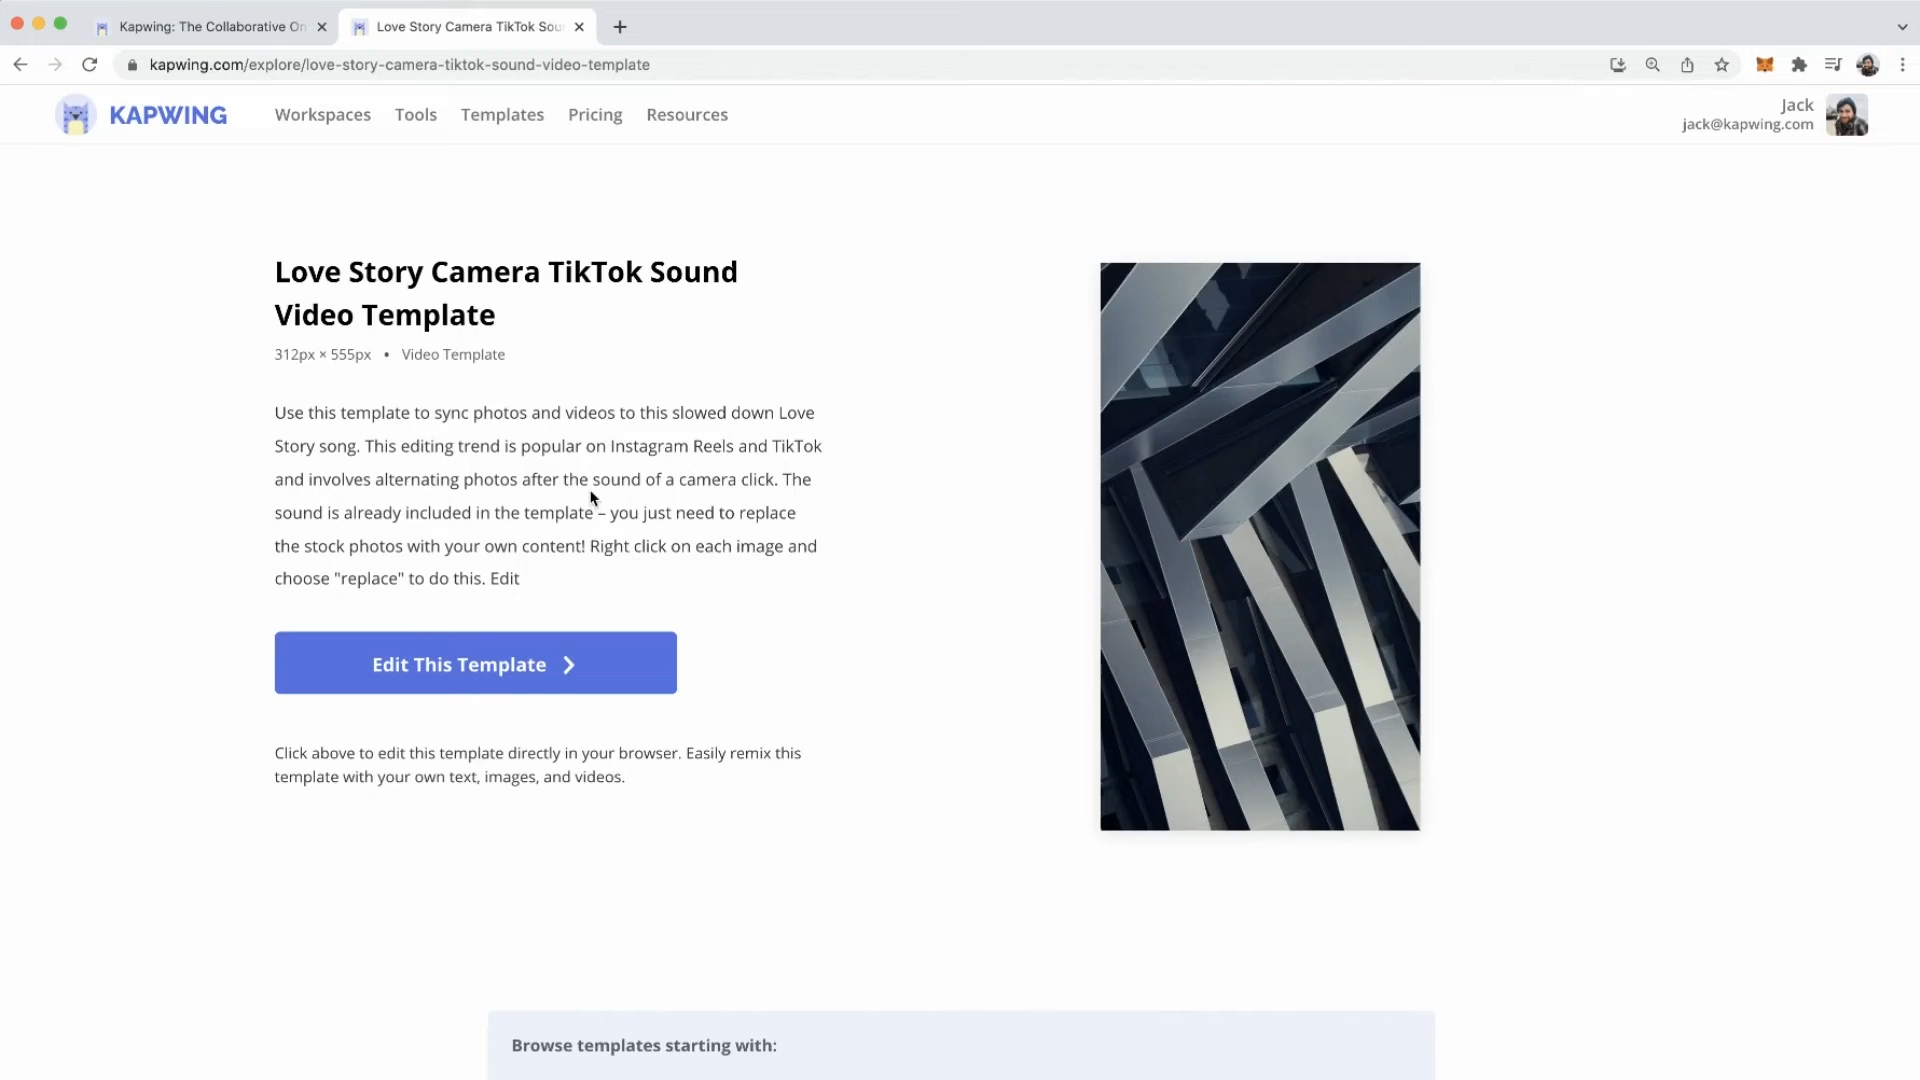 Kapwing: The Collaborative On
Love Story Camera TikTok Sou
kapwing.com/explore/love-story-camera-tiktok-sound-video-template
KAPWING
Workspaces
Tools
Templates
Pricing
Resources
Jack
jack@kapwing.com
Love Story Camera TikTok Sound
Video Template
312px × 555px • Video Template
Use this template to sync photos and videos to this slowed down Love
Story song. This editing trend is popular on Instagram Reels and TikTok
and involves alternating photos after the sound of a camera click. The
sound is already included in the template – you just need to replace
the stock photos with your own content! Right click on each image and
choose "replace" to do this. Edit
Edit This Template
Click above to edit this template directly in your browser. Easily remix this
template with your own text, images, and videos.
Browse templates starting with: